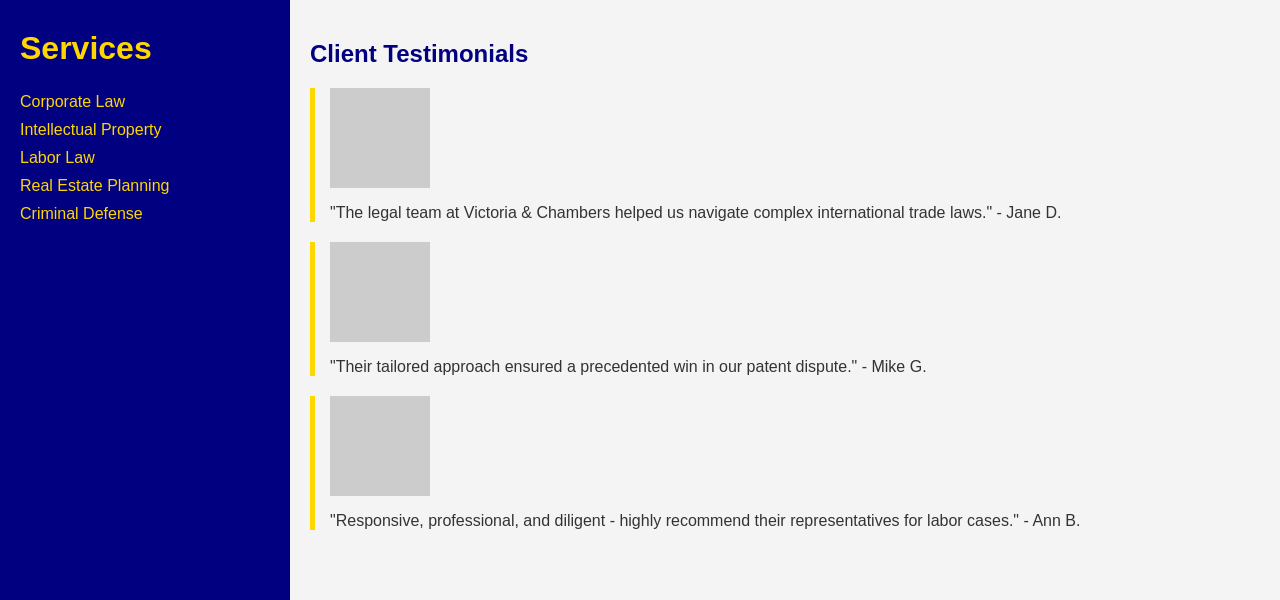 Services
Corporate Law
Intellectual Property
Labor Law
Real Estate Planning
Criminal Defense
Client Testimonials
"The legal team at Victoria & Chambers helped us navigate complex international trade laws." - Jane D.
"Their tailored approach ensured a precedented win in our patent dispute." - Mike G.
"Responsive, professional, and diligent - highly recommend their representatives for labor cases." - Ann B.